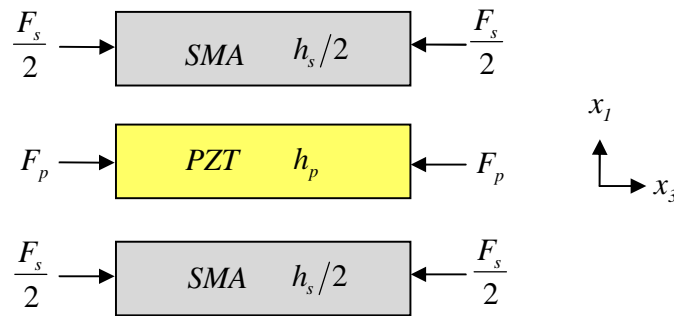 F_s/2 SMA h_s/2 F_s/2
x_1
F_p PZT h_p F_p
x_3
F_s/2 SMA h_s/2 F_s/2